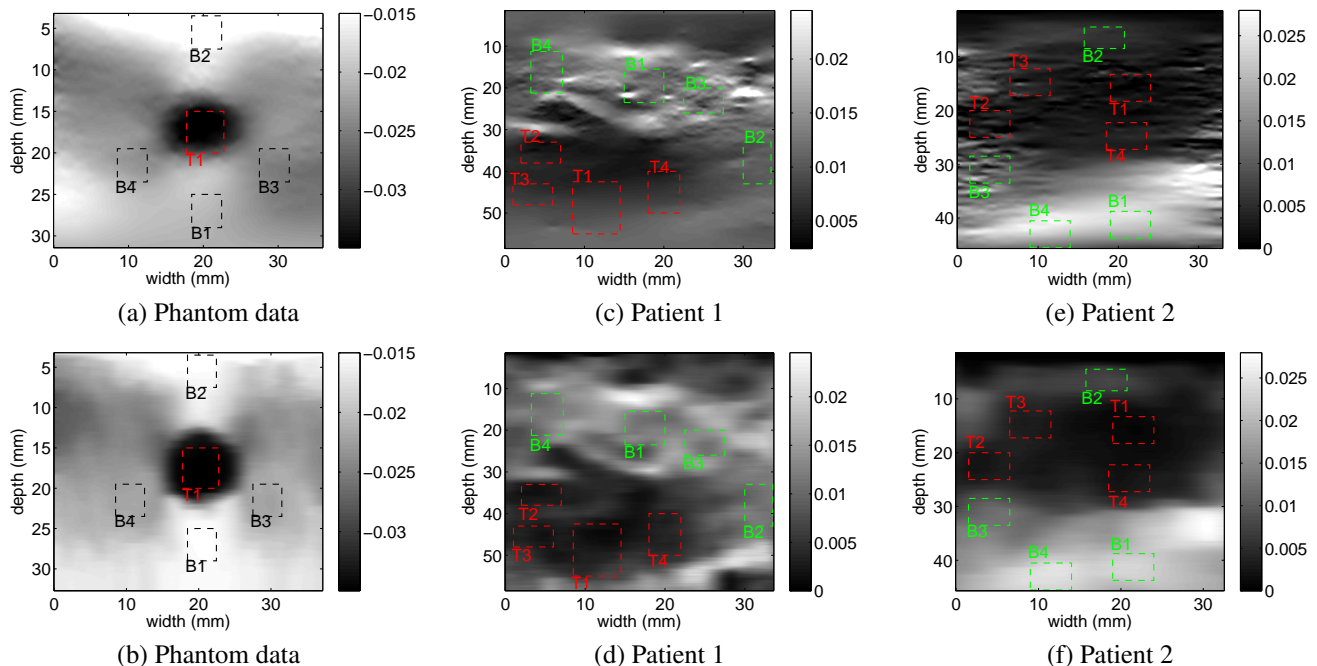 5
10
15
20
25
30
depth (mm)
0
10
20
30
width (mm)
−0.015
−0.02
−0.025
−0.03
B2
T1
B4
B3
B1
(a) Phantom data
10
20
30
40
50
depth (mm)
0
10
20
30
width (mm)
0.02
0.015
0.01
0.005
B4
B1
B3
B2
T2
T4
T3
T1
(c) Patient 1
10
20
30
40
depth (mm)
0
10
20
30
width (mm)
0.025
0.02
0.015
0.01
0.005
0
B2
T3
T2
T1
T4
B3
B4
B1
(e) Patient 2
5
10
15
20
25
30
depth (mm)
0
10
20
30
width (mm)
−0.015
−0.02
−0.025
−0.03
B2
T1
B4
B3
B1
(b) Phantom data
10
20
30
40
50
depth (mm)
0
10
20
30
width (mm)
0.02
0.015
0.01
0.005
0
B4
B1
B3
T2
B2
T3
T4
T1
(d) Patient 1
10
20
30
40
depth (mm)
0
10
20
30
width (mm)
0.025
0.02
0.015
0.01
0.005
0
B2
T3
T1
T2
T4
B3
B4
B1
(f) Patient 2